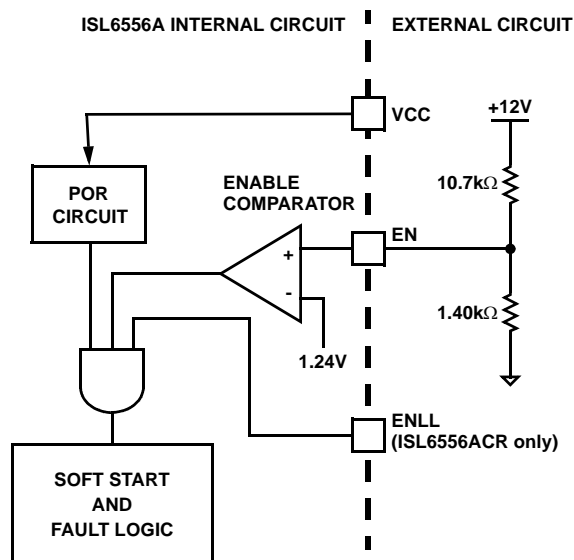 ISL6556A INTERNAL CIRCUIT
EXTERNAL CIRCUIT
VCC
+12V
POR
CIRCUIT
ENABLE
COMPARATOR
10.7kΩ
+
EN
-
1.24V
1.40kΩ
ENLL
(ISL6556ACR only)
SOFT START
AND
FAULT LOGIC